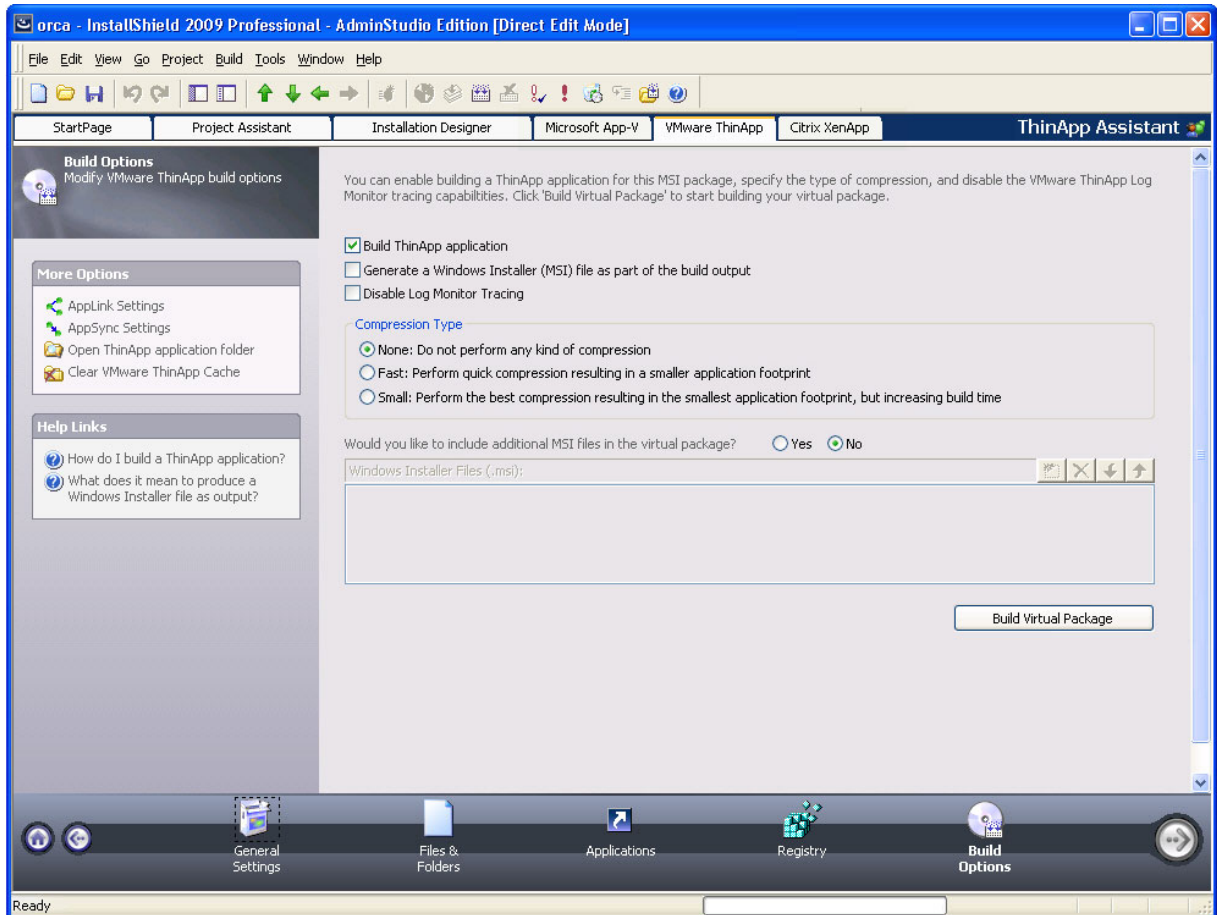 orca - InstallShield 2009 Professional - AdminStudio Edition [Direct Edit Mode]
File Edit View Go Project Build Tools Window Help
StartPage Project Assistant Installation Designer Microsoft App-V VMware ThinApp Citrix XenApp ThinApp Assistant
Build Options
Modify VMware ThinApp build options
More Options
AppLink Settings
AppSync Settings
Open ThinApp application folder
Clear VMware ThinApp Cache
Help Links
How do I build a ThinApp application?
What does it mean to produce a
Windows Installer file as output?
You can enable building a ThinApp application for this MSI package, specify the type of compression, and disable the VMware ThinApp Log
Monitor tracing capabiltities. Click 'Build Virtual Package' to start building your virtual package.
Build ThinApp application
Generate a Windows Installer (MSI) file as part of the build output
Disable Log Monitor Tracing
Compression Type
None: Do not perform any kind of compression
Fast: Perform quick compression resulting in a smaller application footprint
Small: Perform the best compression resulting in the smallest application footprint, but increasing build time
Would you like to include additional MSI files in the virtual package? Yes No
Windows Installer Files (.msi):
Build Virtual Package
General
Settings
Files &
Folders
Applications
Registry
Build
Options
Ready